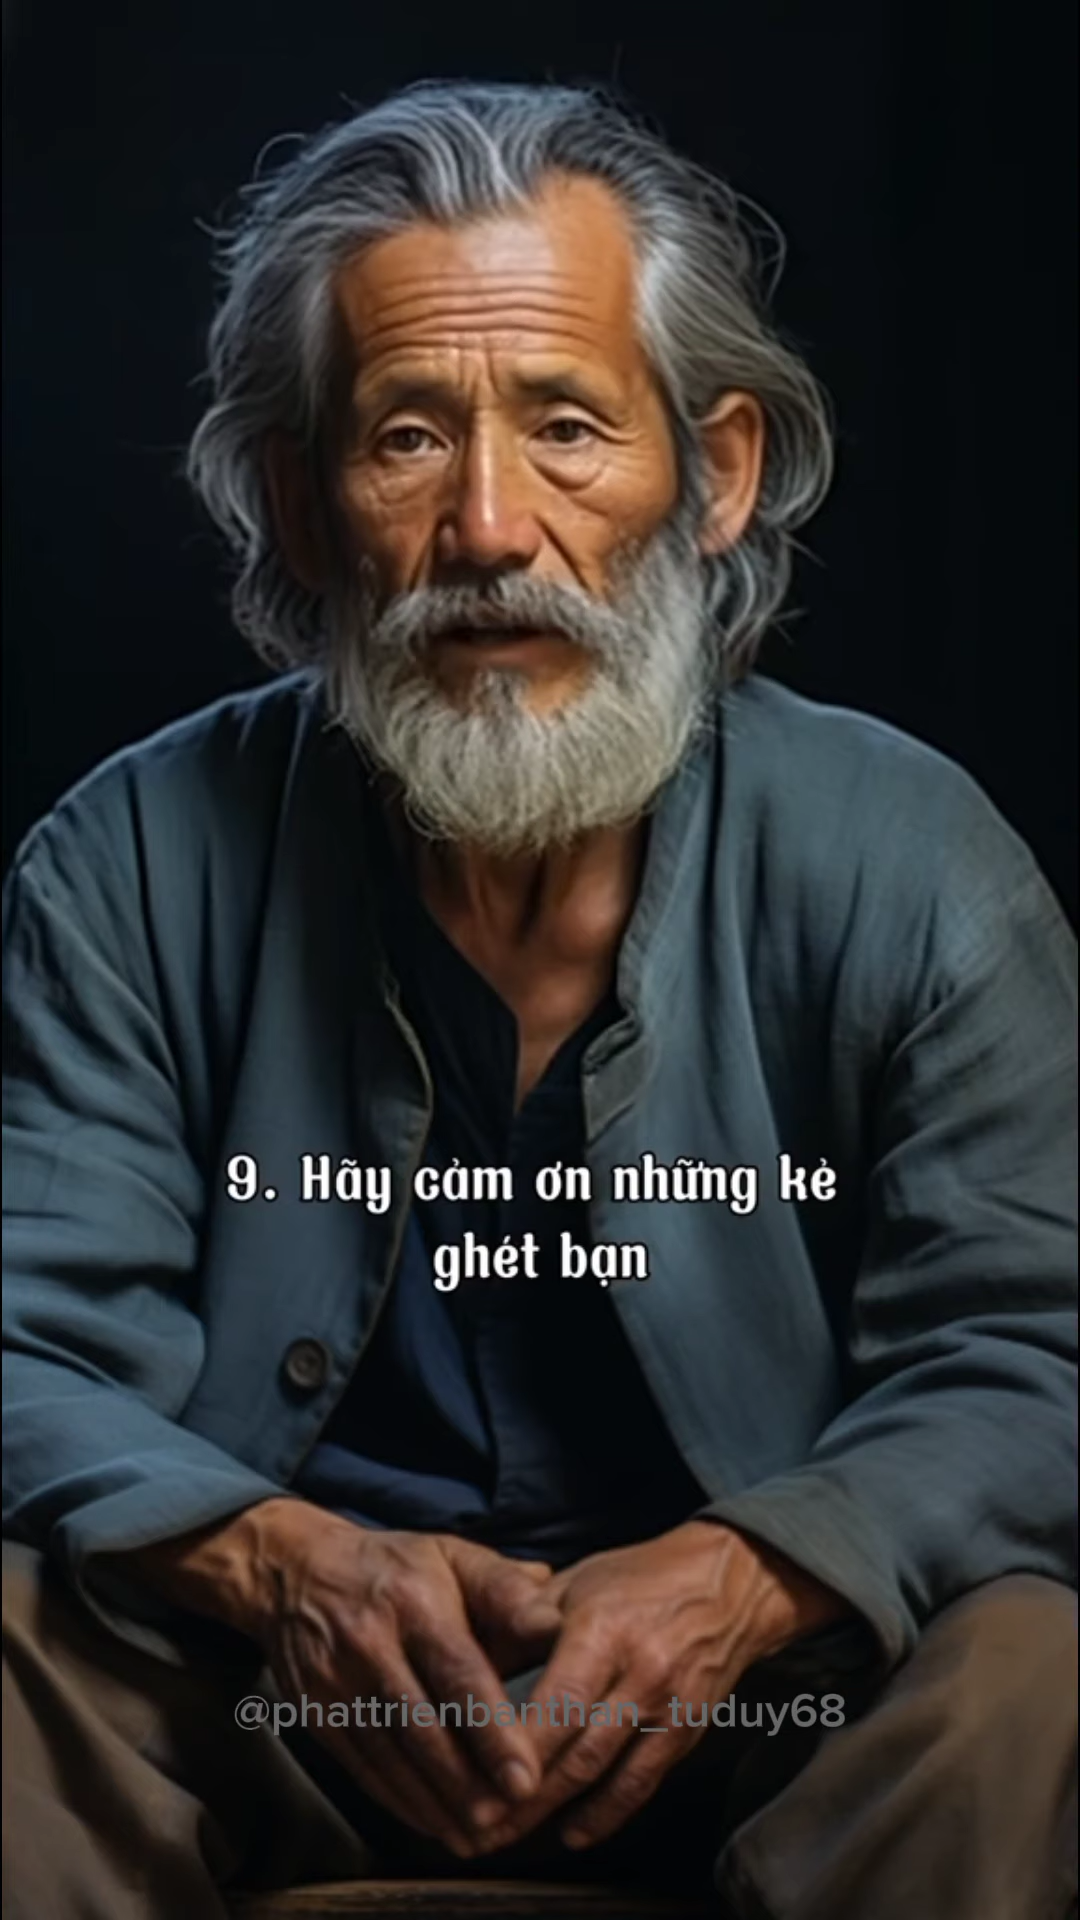 9. Hãy cảm ơn những kẻ
ghét bạn
@phattrienbanthan_tuduy68